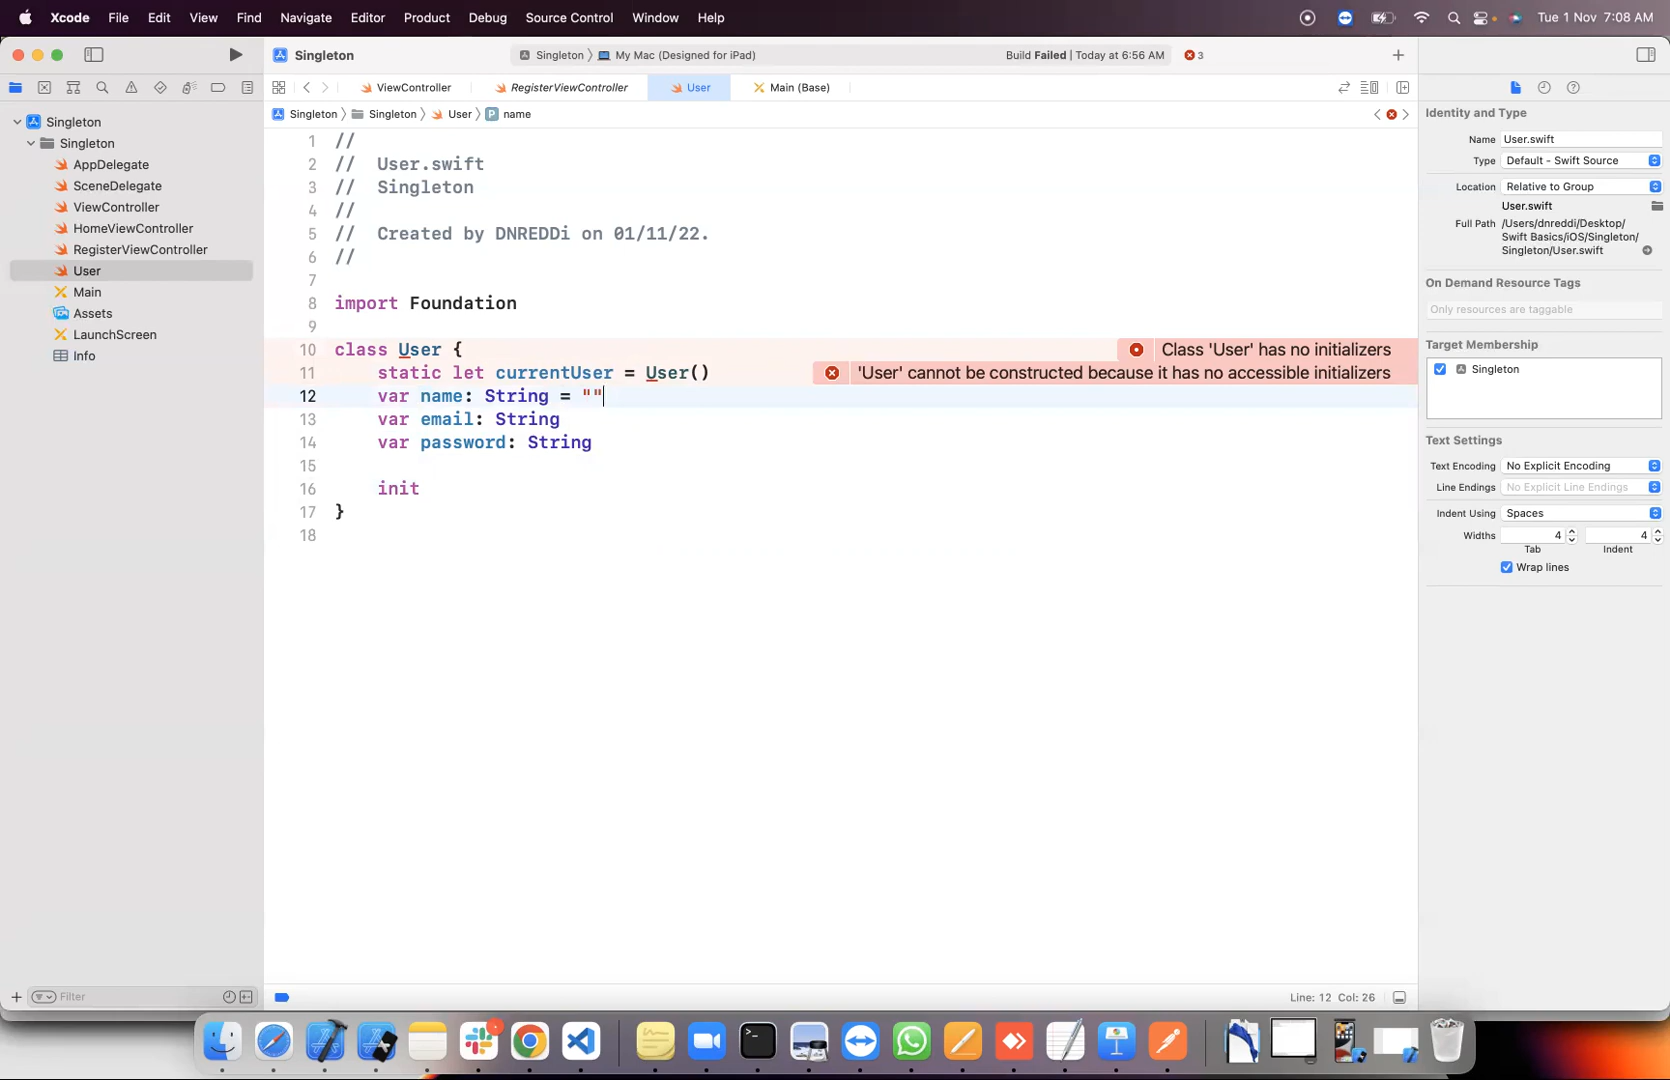 Xcode File Edit View Find Navigate Editor Product Debug Source Control Window Help Tue 1 Nov 7:08 AM
Singleton Singleton My Mac (Designed for iPad) Build Failed | Today at 6:56 AM 3
ViewController RegisterViewController User Main (Base)
Singleton Singleton User P name
Singleton
Singleton
AppDelegate
SceneDelegate
ViewController
HomeViewController
RegisterViewController
User
Main
Assets
LaunchScreen
Info
Filter
1 //
2 // User.swift
3 // Singleton
4 //
5 // Created by DNREDDi on 01/11/22.
6 //
7
8 import Foundation
9
10 class User { Class 'User' has no initializers
11 static let currentUser = User() 'User' cannot be constructed because it has no accessible initializers
12 var name: String = ""
13 var email: String
14 var password: String
15
16 init
17 }
18
Line: 12 Col: 26
Identity and Type
Name User.swift
Type Default - Swift Source
Location Relative to Group
User.swift
Full Path /Users/dnreddi/Desktop/
Swift Basics/iOS/Singleton/
Singleton/User.swift
On Demand Resource Tags
Only resources are taggable
Target Membership
Singleton
Text Settings
Text Encoding No Explicit Encoding
Line Endings No Explicit Line Endings
Indent Using Spaces
Widths 4 4
Tab Indent
Wrap lines